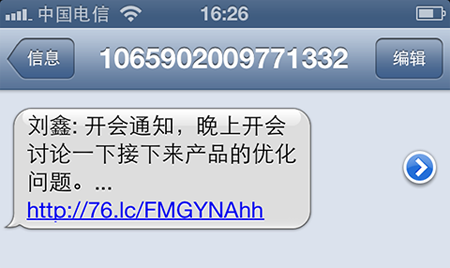 中国电信 16:26
信息 1065902009771332 编辑
刘鑫: 开会通知，晚上开会
讨论一下接下来产品的优化
问题。...
http://76.lc/FMGYNAhh